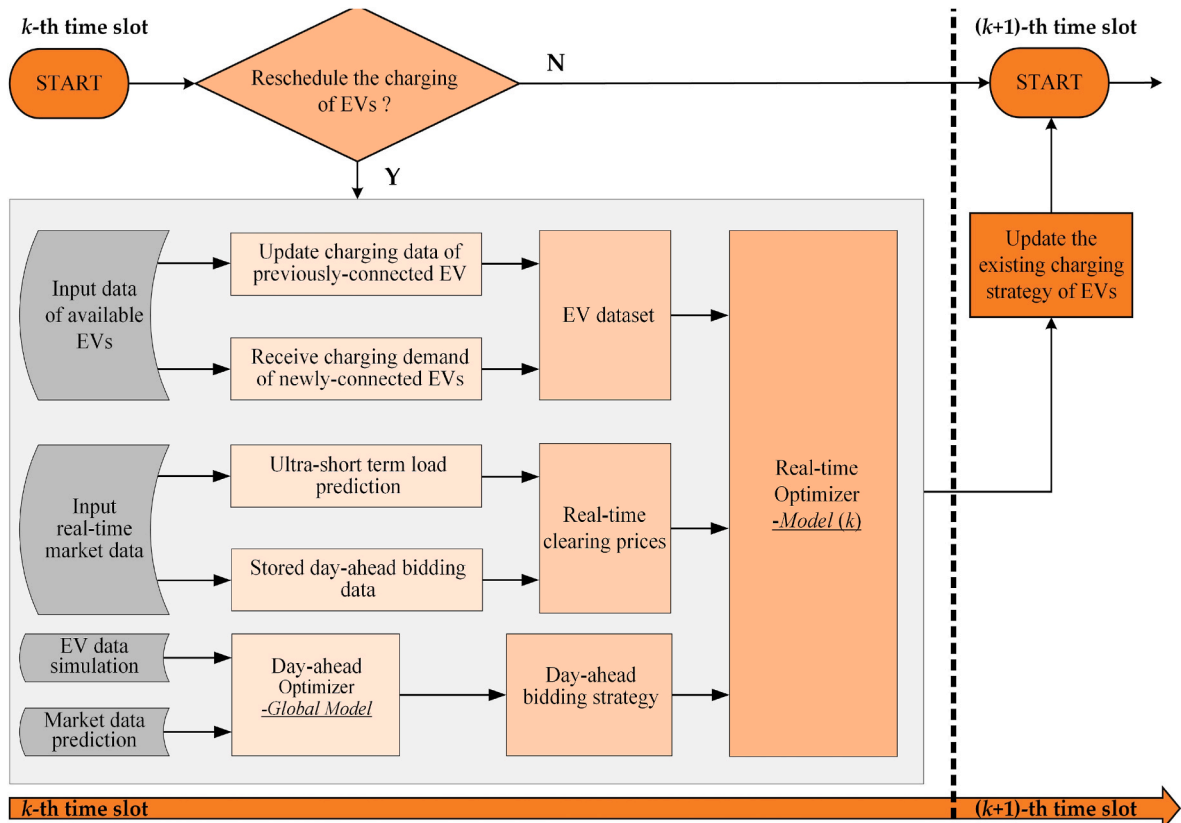 k-th time slot
(k+1)-th time slot
START
Reschedule the charging
of EVs ?
N
START
Y
Input data
of available
EVs
Update charging data of
previously-connected EV
Receive charging demand
of newly-connected EVs
EV dataset
Update the
existing charging
strategy of EVs
Input
real-time
market data
Ultra-short term load
prediction
Stored day-ahead bidding
data
Real-time
clearing prices
Real-time
Optimizer
-Model (k)
EV data
simulation
Market data
prediction
Day-ahead
Optimizer
-Global Model
Day-ahead
bidding strategy
k-th time slot
(k+1)-th time slot